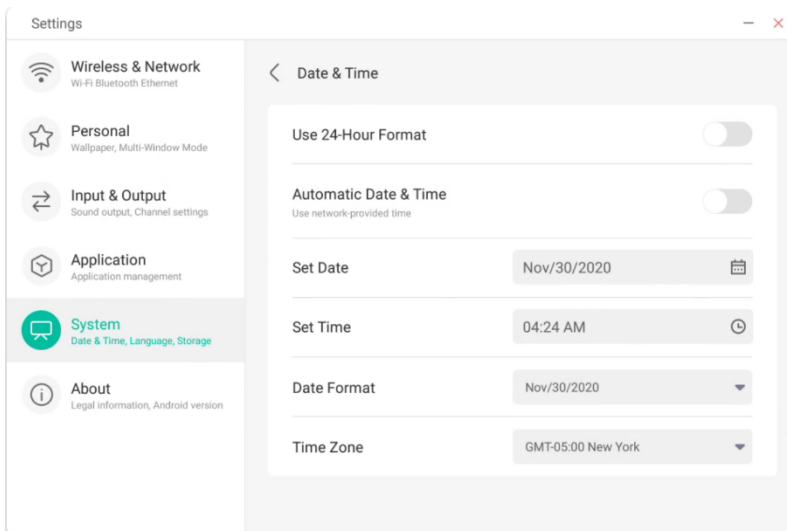 Settings
Wireless & Network
Wi-Fi Bluetooth Ethernet
Personal
Wallpaper, Multi-Window Mode
Input & Output
Sound output, Channel settings
Application
Application management
System
Date & Time, Language, Storage
About
Legal information, Android version
Date & Time
Use 24-Hour Format
Automatic Date & Time
Use network-provided time
Set Date
Nov/30/2020
Set Time
04:24 AM
Date Format
Nov/30/2020
Time Zone
GMT-05:00 New York